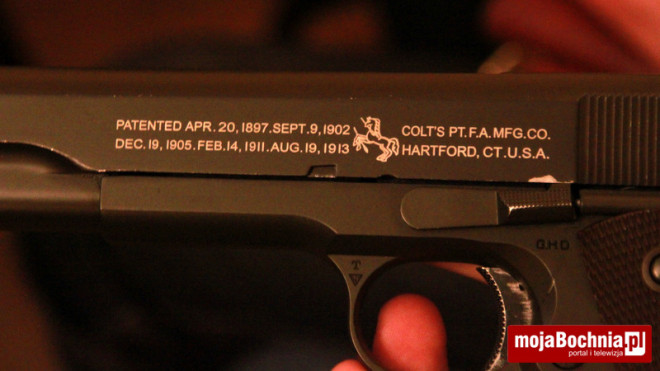 PATENTED APR. 20, 1897. SEPT. 9, 1902
DEC. 19, 1905. FEB. 14, 1911. AUG. 19, 1913
COLT'S PT. F. A. MFG. CO.
HARTFORD, CT. U.S.A.
G.H.D
T
mojaBochnia.pl
portal i telewizja